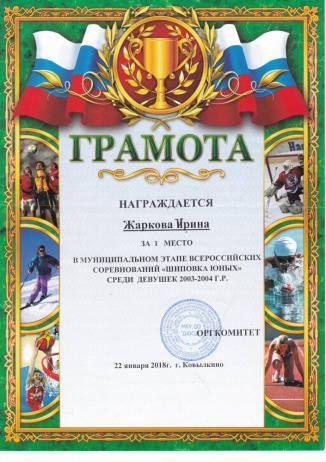 ГРАМОТА
НАГРАЖДАЕТСЯ
Жаркова Ирина
ЗА 1 МЕСТО
В МУНИЦИПАЛЬНОМ ЭТАПЕ ВСЕРОССИЙСКИХ
СОРЕВНОВАНИЙ «ШИПОВКА ЮНЫХ»
СРЕДИ ДЕВУШЕК 2003-2004 Г.Р.
ОРГКОМИТЕТ
22 января 2018г. г. Ковылкино